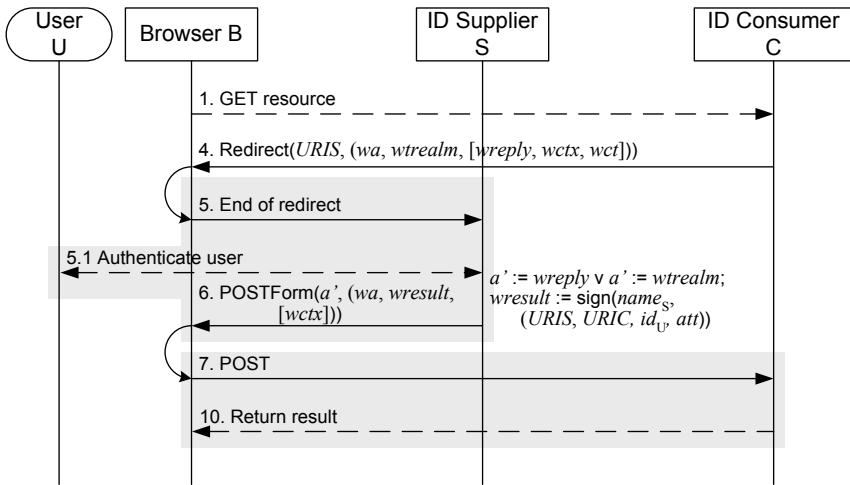 User
U
Browser B
ID Supplier
S
ID Consumer
C
1. GET resource
4. Redirect(URIS, (wa, wtrealm, [wreply, wctx, wct]))
5. End of redirect
5.1 Authenticate user
a’ := wreply v a’ := wtrealm;
wresult := sign(name_S,
(URIS, URIC, id_U, att))
6. POSTForm(a’, (wa, wresult,
[wctx]))
7. POST
10. Return result